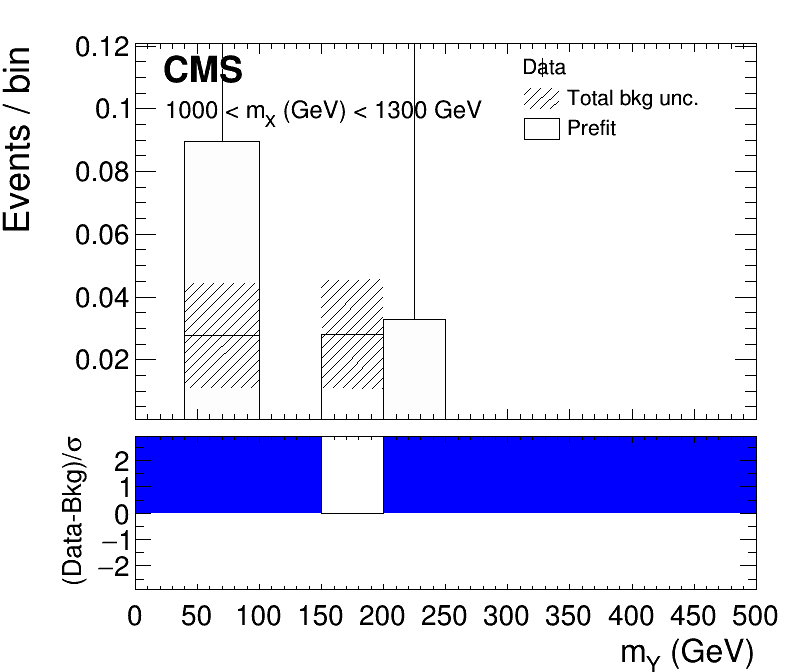 Events / bin
0.12
0.1
0.08
0.06
0.04
0.02
CMS
1000 < mX (GeV) < 1300 GeV
Data
Total bkg unc.
Prefit
(Data-Bkg)/σ
2
1
0
−1
−2
0 50 100 150 200 250 300 350 400 450 500
mY (GeV)